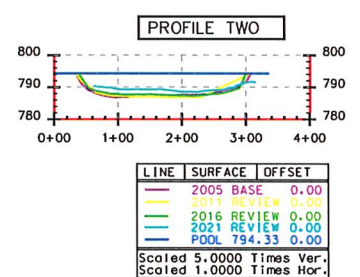 PROFILE TWO
800 800
790 790
780 780
0+00 1+00 2+00 3+00 4+00
LINE SURFACE OFFSET
2005 BASE 0.00
2011 REVIEW 0.00
2016 REVIEW 0.00
2021 REVIEW 0.00
POOL 794.33 0.00
Scaled 5.0000 Times Ver.
Scaled 1.0000 Times Hor.